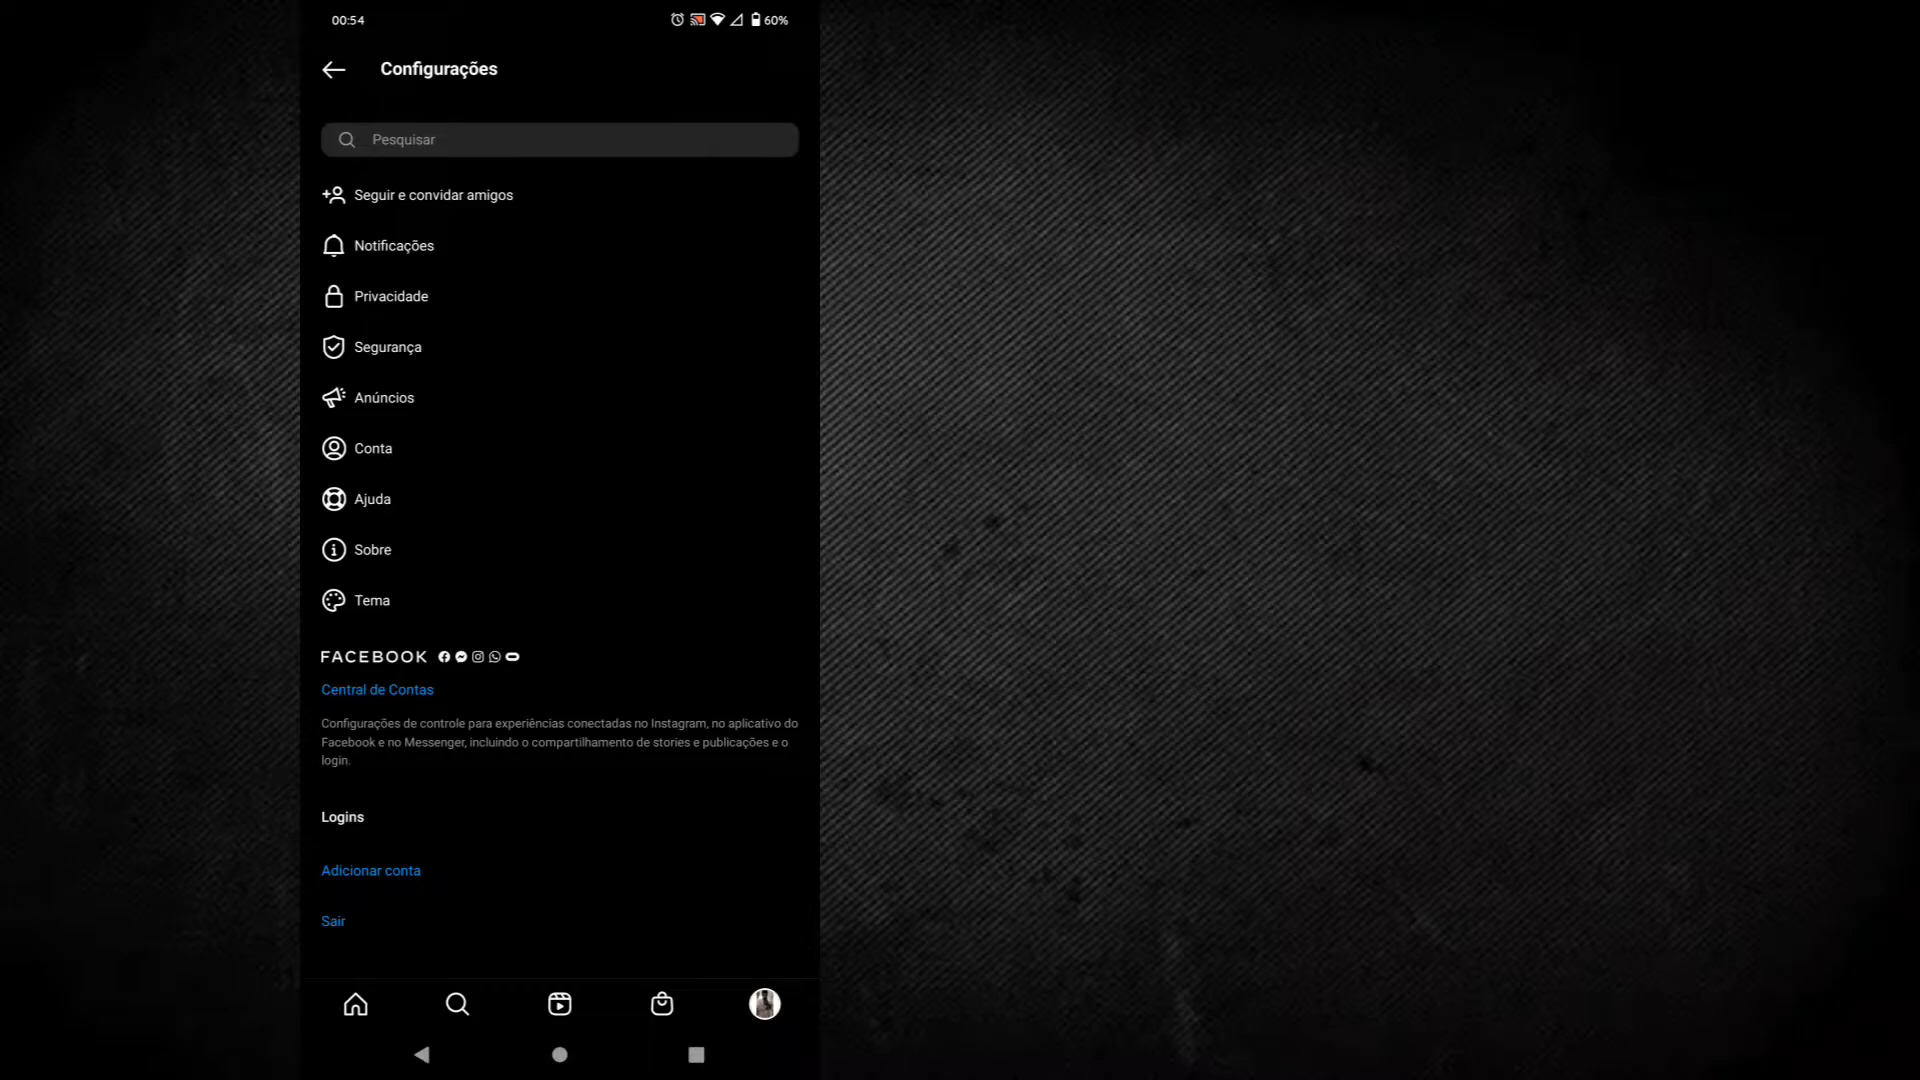 00:54
60%
Configurações
Pesquisar
Seguir e convidar amigos
Notificações
Privacidade
Segurança
Anúncios
Conta
Ajuda
Sobre
Tema
FACEBOOK
Central de Contas
Configurações de controle para experiências conectadas no Instagram, no aplicativo do
Facebook e no Messenger, incluindo o compartilhamento de stories e publicações e o
login.
Logins
Adicionar conta
Sair